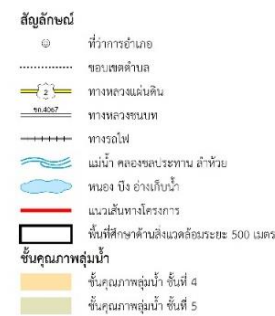 สัญลักษณ์
ที่ว่าการอำเภอ
ขอบเขตตำบล
2 ทางหลวงแผ่นดิน
ขก.4067 ทางหลวงชนบท
ทางรถไฟ
แม่น้ำ คลองชลประทาน ลำห้วย
หนอง บึง อ่างเก็บน้ำ
แนวเส้นทางโครงการ
พื้นที่ศึกษาด้านสิ่งแวดล้อมระยะ 500 เมตร
ชั้นคุณภาพลุ่มน้ำ
ชั้นคุณภาพลุ่มน้ำ ชั้นที่ 4
ชั้นคุณภาพลุ่มน้ำ ชั้นที่ 5